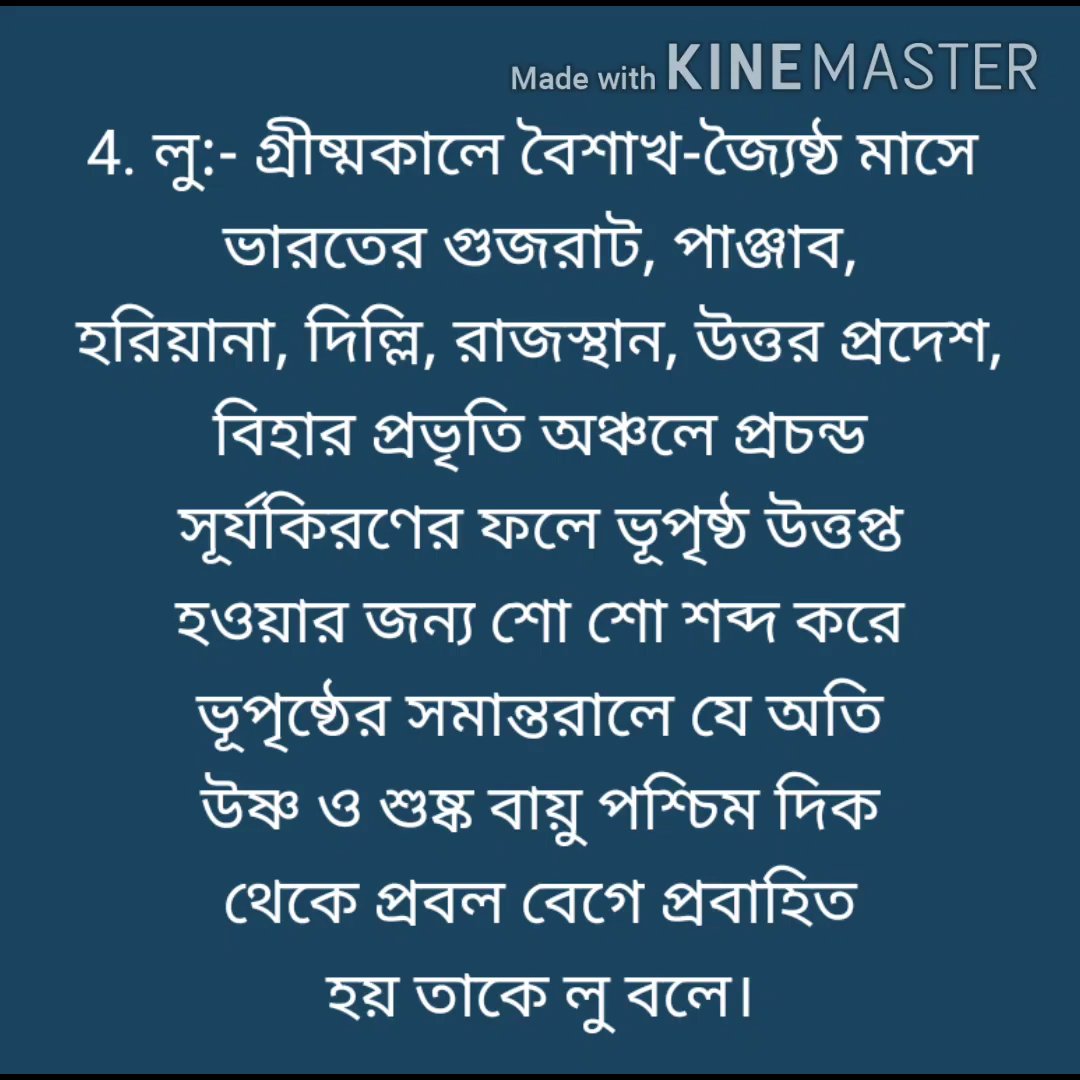 Made with KINEMASTER
4. লু:- গ্রীষ্মকালে বৈশাখ-জ্যৈষ্ঠ মাসে
ভারতের গুজরাট, পাঞ্জাব,
হরিয়ানা, দিল্লি, রাজস্থান, উত্তর প্রদেশ,
বিহার প্রভৃতি অঞ্চলে প্রচন্ড
সূর্যকিরণের ফলে ভূপৃষ্ঠ উত্তপ্ত
হওয়ার জন্য শো শো শব্দ করে
ভূপৃষ্ঠের সমান্তরালে যে অতি
উষ্ণ ও শুষ্ক বায়ু পশ্চিম দিক
থেকে প্রবল বেগে প্রবাহিত
হয় তাকে লু বলে।